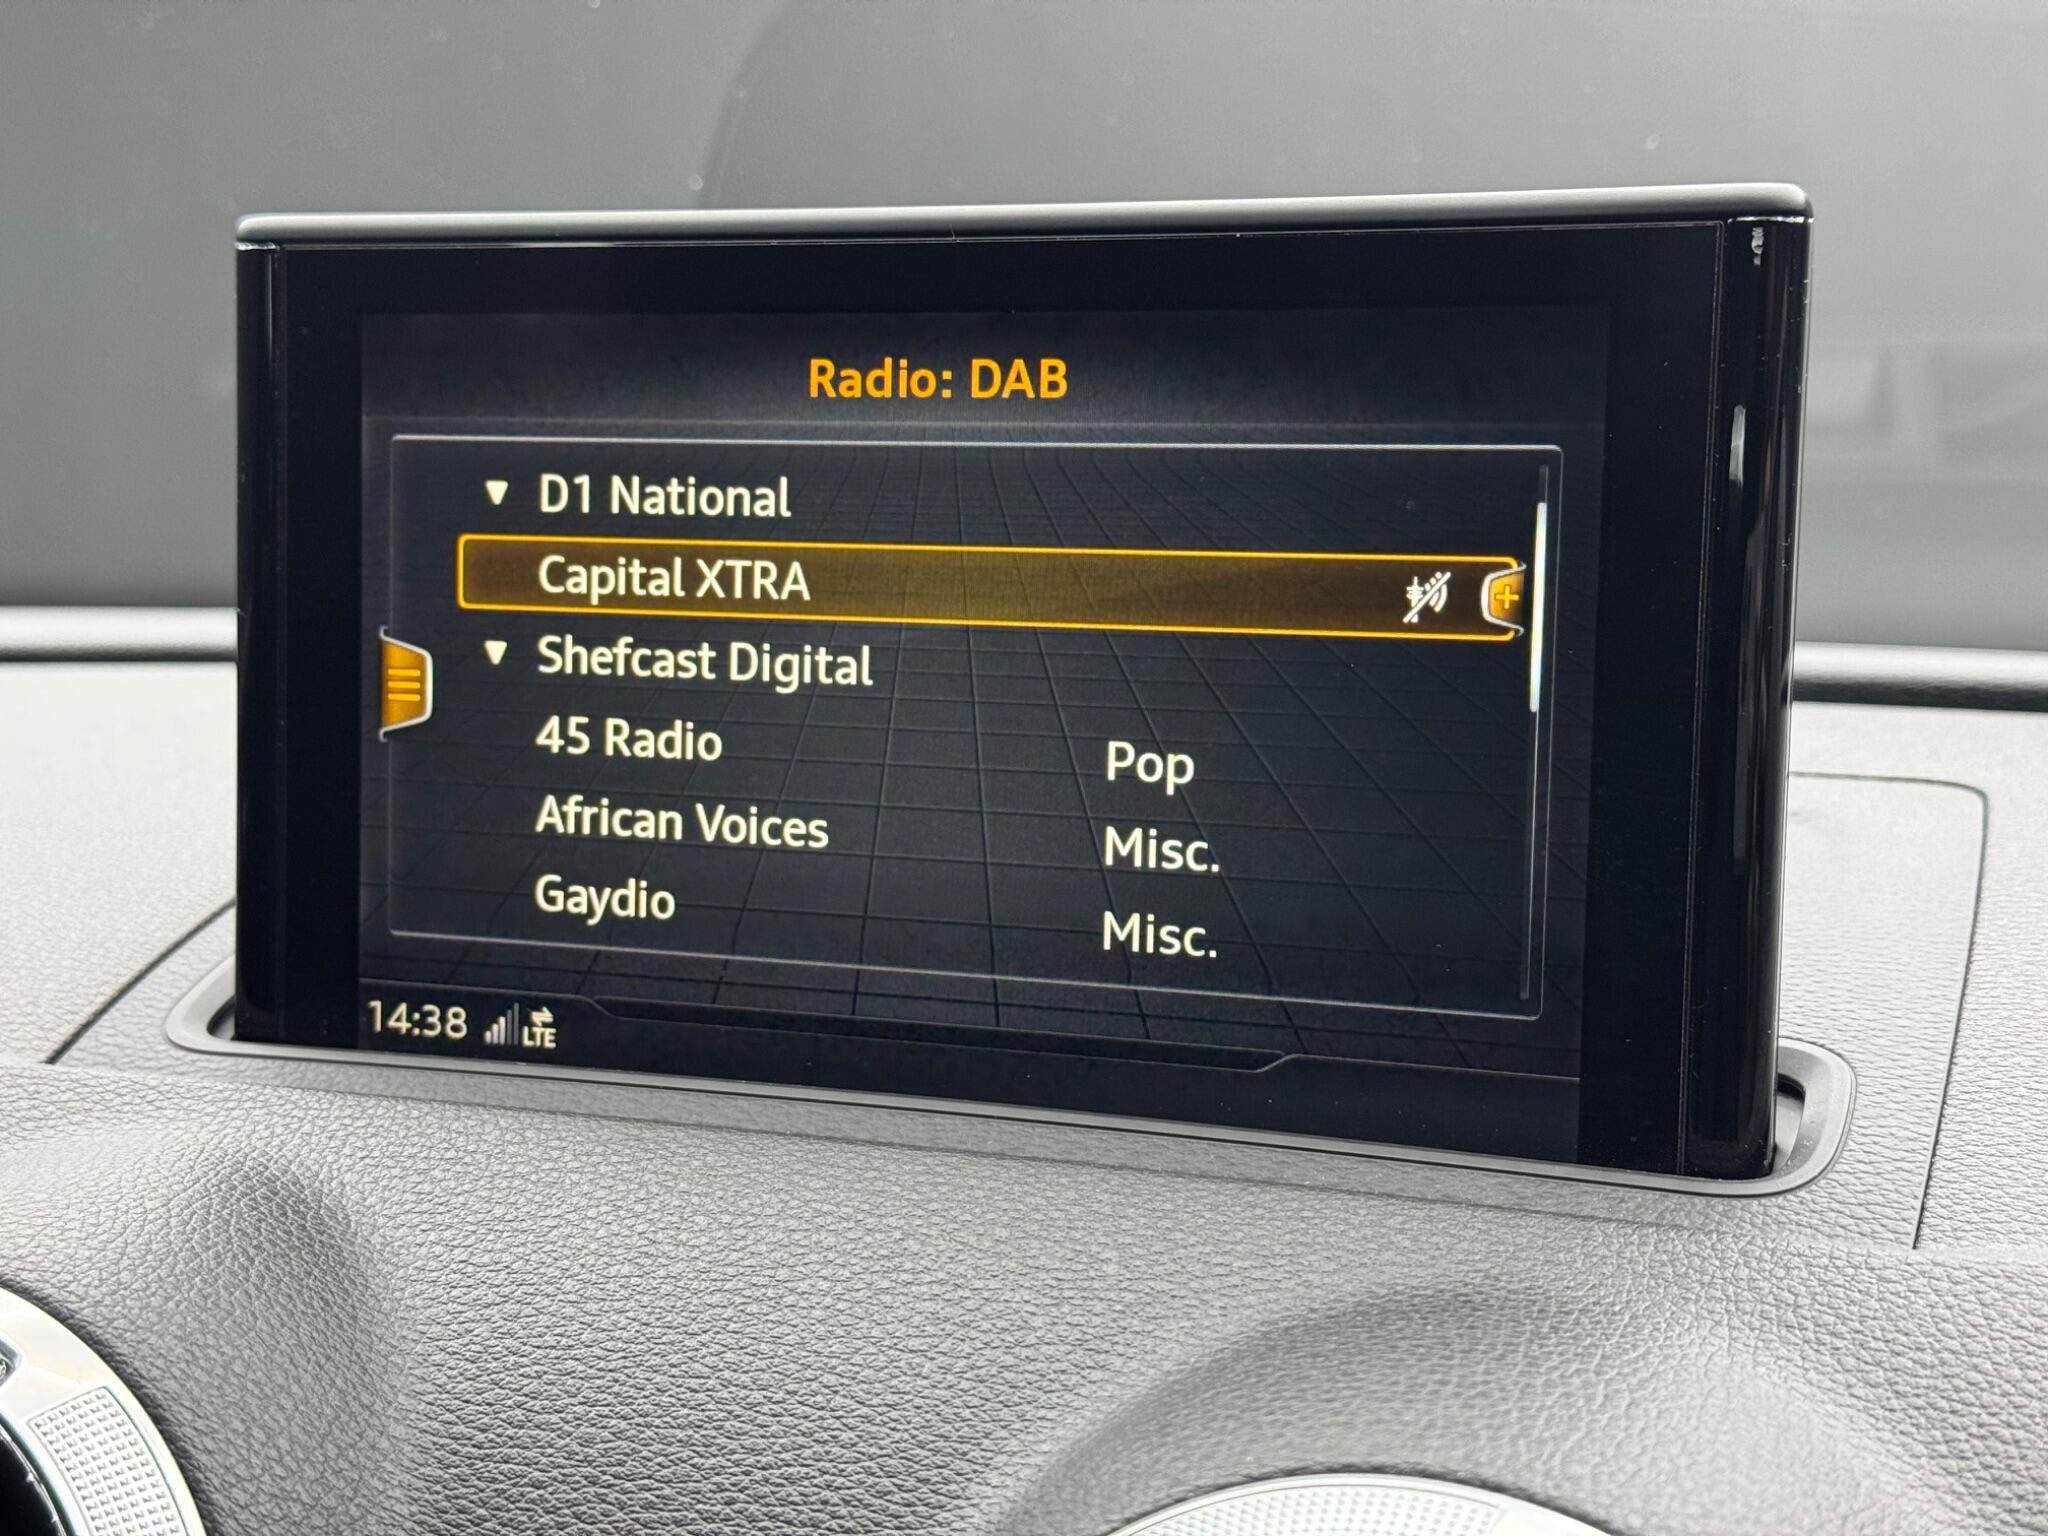 Radio: DAB
D1 National
Capital XTRA
Shefcast Digital
45 Radio Pop
African Voices Misc.
Gaydio Misc.
14:38 LTE